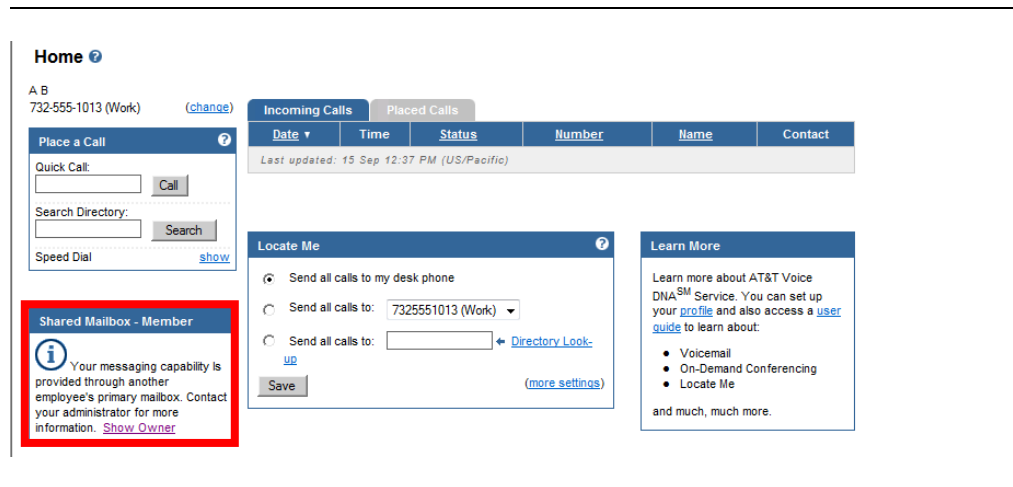 Home ?
A B
732-555-1013 (Work) (change)
Place a Call ?
Quick Call:
Call
Search Directory:
Search
Speed Dial show
Shared Mailbox - Member
i Your messaging capability Is
provided through another
employee's primary mailbox. Contact
your administrator for more
information. Show Owner
Incoming Calls Placed Calls
Date ▼ Time Status Number Name Contact
Last updated: 15 Sep 12:37 PM (US/Pacific)
Locate Me ?
Send all calls to my desk phone
Send all calls to: 7325551013 (Work)
Send all calls to: Directory Look-
up
Save (more settings)
Learn More
Learn more about AT&T Voice
DNA℠ Service. You can set up
your profile and also access a user
guide to learn about:
• Voicemail
• On-Demand Conferencing
• Locate Me
and much, much more.